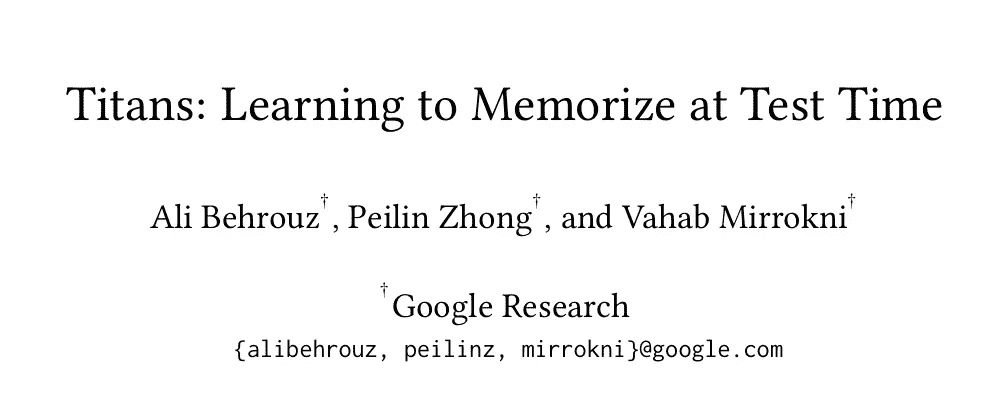 Titans: Learning to Memorize at Test Time
Ali Behrouz†, Peilin Zhong†, and Vahab Mirrokni†
†Google Research
{alibehrouz, peilinz, mirrokni}@google.com